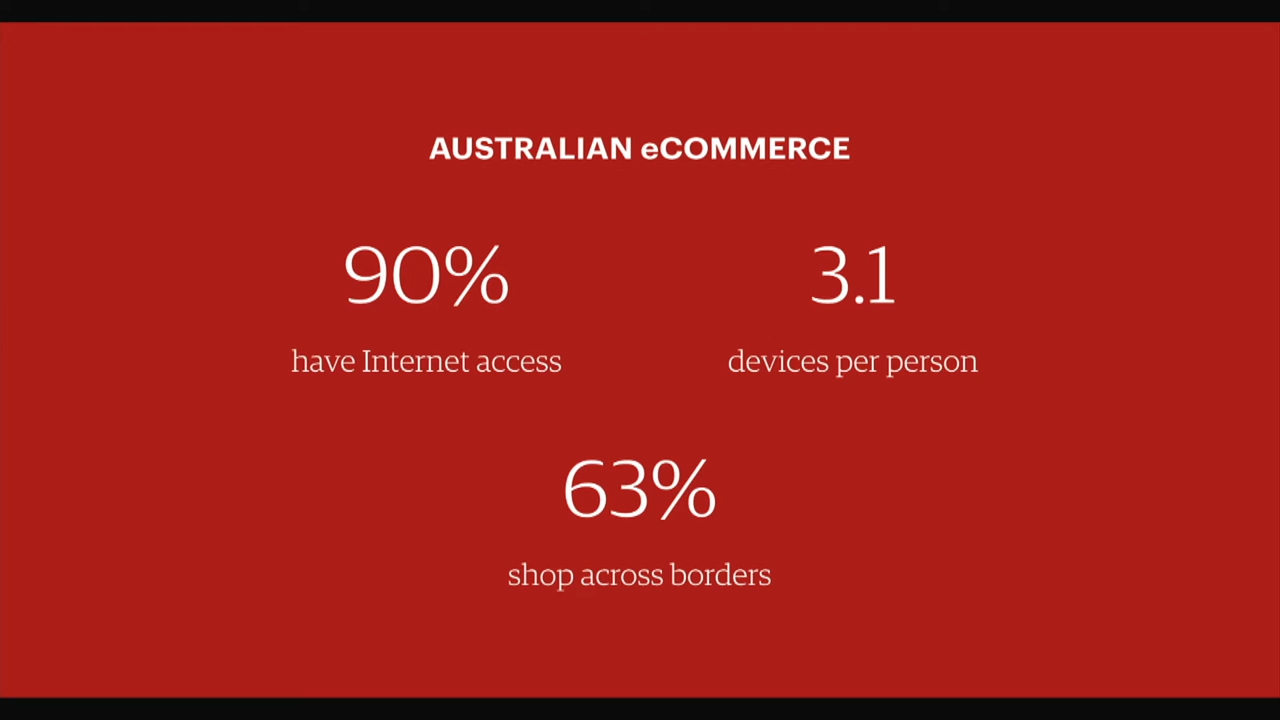 AUSTRALIAN eCOMMERCE
90%
have Internet access
3.1
devices per person
63%
shop across borders